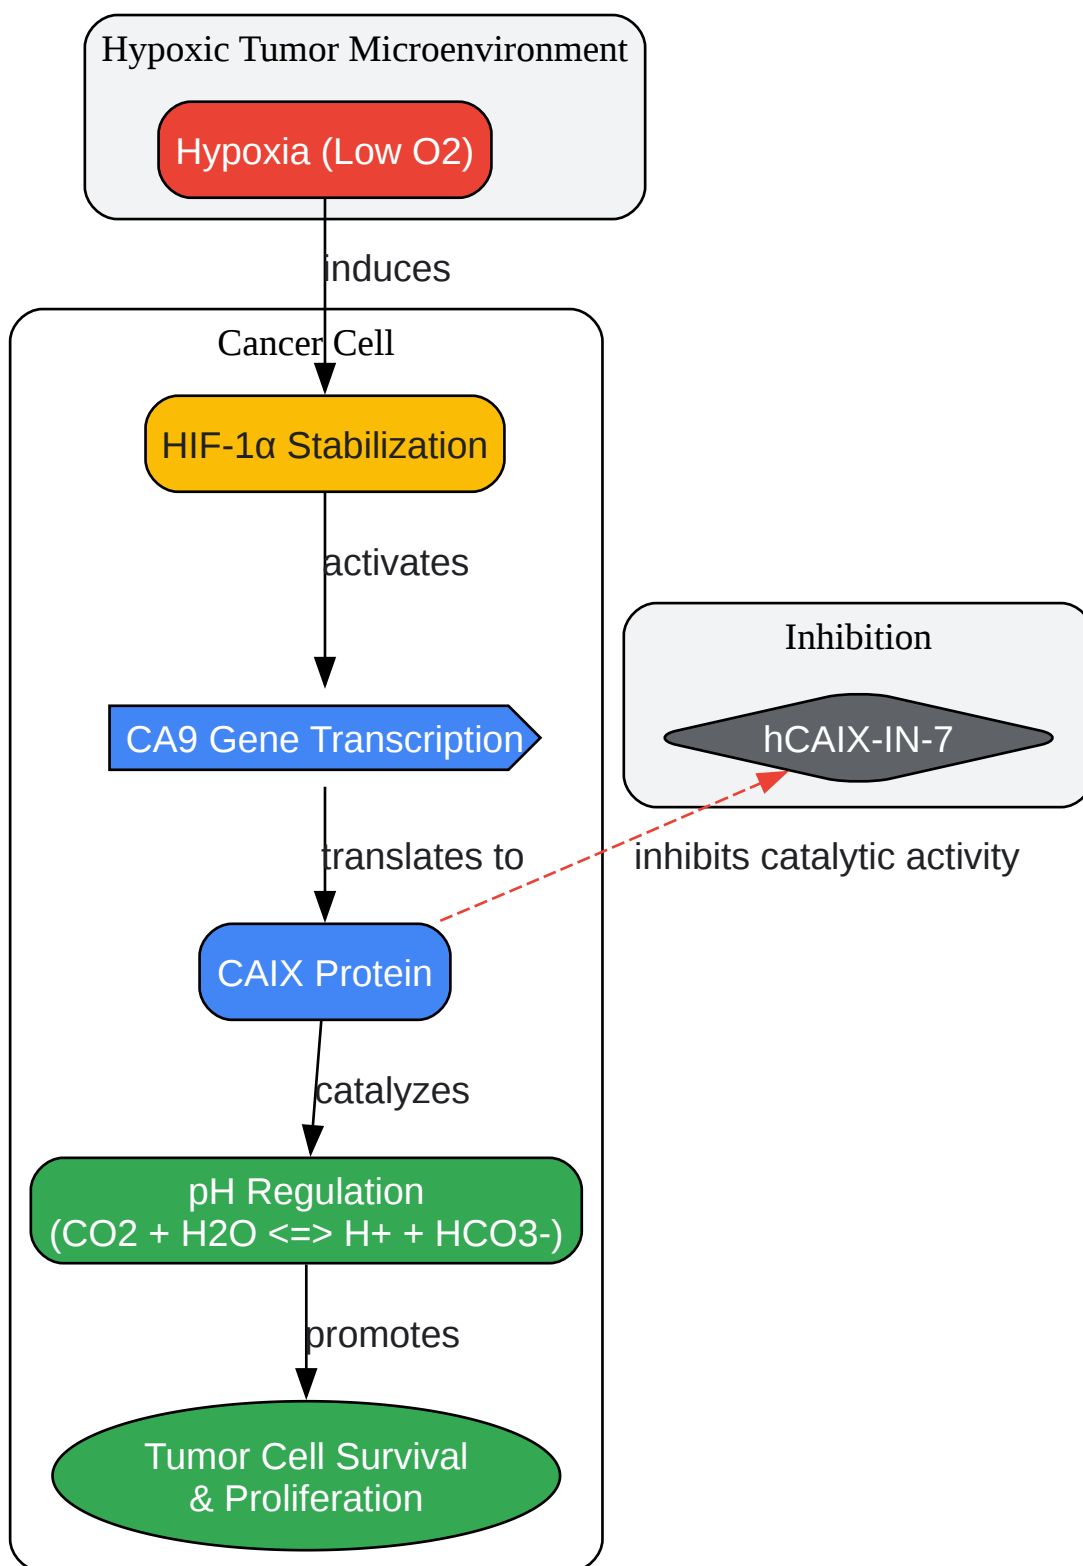 Hypoxic Tumor Microenvironment
Hypoxia (Low O2)
induces
Cancer Cell
HIF-1α Stabilization
activates
Inhibition
CA9 Gene Transcription
hCAIX-IN-7
translates to
inhibits catalytic activity
CAIX Protein
catalyzes
pH Regulation
(CO2 + H2O <=> H+ + HCO3-)
promotes
Tumor Cell Survival
& Proliferation